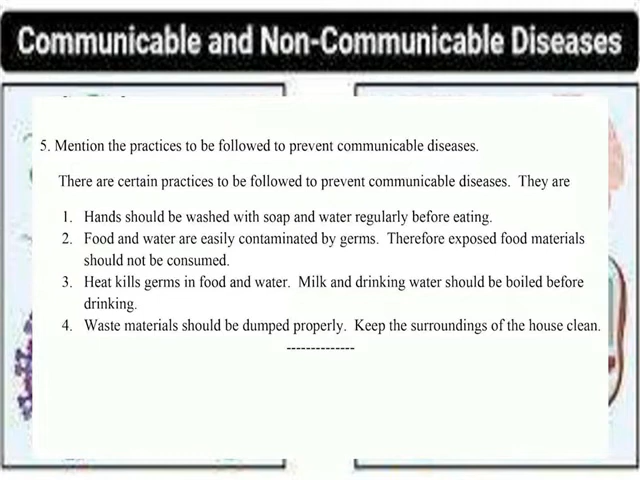 Communicable and Non-Communicable Diseases
5. Mention the practices to be followed to prevent communicable diseases.
There are certain practices to be followed to prevent communicable diseases. They are
1. Hands should be washed with soap and water regularly before eating.
2. Food and water are easily contaminated by germs. Therefore exposed food materials
should not be consumed.
3. Heat kills germs in food and water. Milk and drinking water should be boiled before
drinking.
4. Waste materials should be dumped properly. Keep the surroundings of the house clean.
--------------